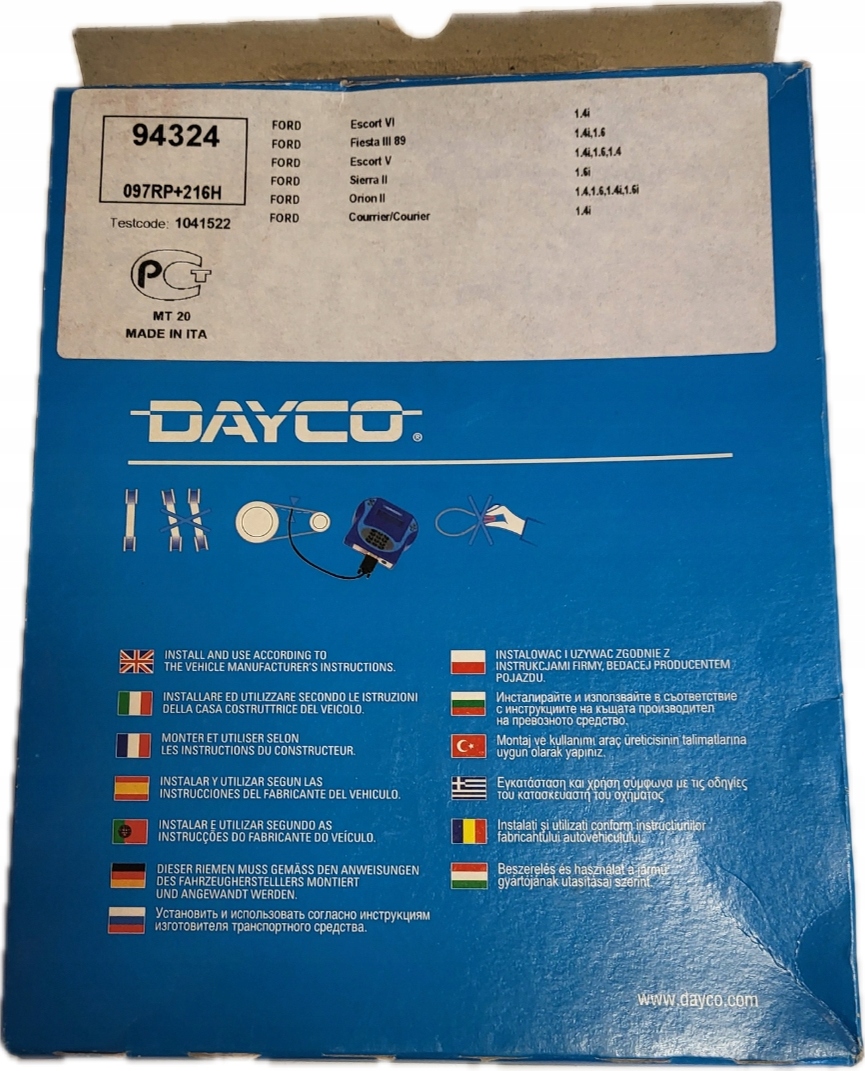 94324
097RP+216H
Testcode: 1041522
PCT
MT 20
MADE IN ITA
FORD Escort VI 1.4i
FORD Fiesta III 89 1.4i,1.6
FORD Escort V 1.4i,1.6,1.4
FORD Sierra II 1.6i
FORD Orion II 1.4,1.6,1.4i,1.6i
FORD Courrier/Courier 1.4i
DAYCO®
INSTALL AND USE ACCORDING TO
THE VEHICLE MANUFACTURER'S INSTRUCTIONS.
INSTALLARE ED UTILIZZARE SECONDO LE ISTRUZIONI
DELLA CASA COSTRUTTRICE DEL VEICOLO.
MONTER ET UTILISER SELON
LES INSTRUCTIONS DU CONSTRUCTEUR.
INSTALAR Y UTILIZAR SEGUN LAS
INSTRUCCIONES DEL FABRICANTE DEL VEHICULO.
INSTALAR E UTILIZAR SEGUNDO AS
INSTRUCÇÕES DO FABRICANTE DO VEÍCULO.
DIESER RIEMEN MUSS GEMÄSS DEN ANWEISUNGEN
DES FAHRZEUGHERSTELLLERS MONTIERT
UND ANGEWANDT WERDEN.
Установить и использовать согласно инструкциям
изготовителя транспортного средства.
INSTALOWAC I UZYWAC ZGODNIE Z
INSTRUKCJAMI FIRMY, BEDACEJ PRODUCENTEM
POJAZDU.
Инсталирайте и използвайте в съответствие
с инструкциите на къщата производител
на превозното средство.
Montaj ve kullanımı araç üreticisinin talimatlarına
uygun olarak yapınız.
Εγκατάσταση και χρήση σύμφωνα με τις οδηγίες
του κατασκευαστή του οχήματος
Instalați și utilizați conform instrucțiunilor
fabricantului autovehiculului.
Beszerelés és használat a jármű
gyártójának utasításai szerint.
www.dayco.com